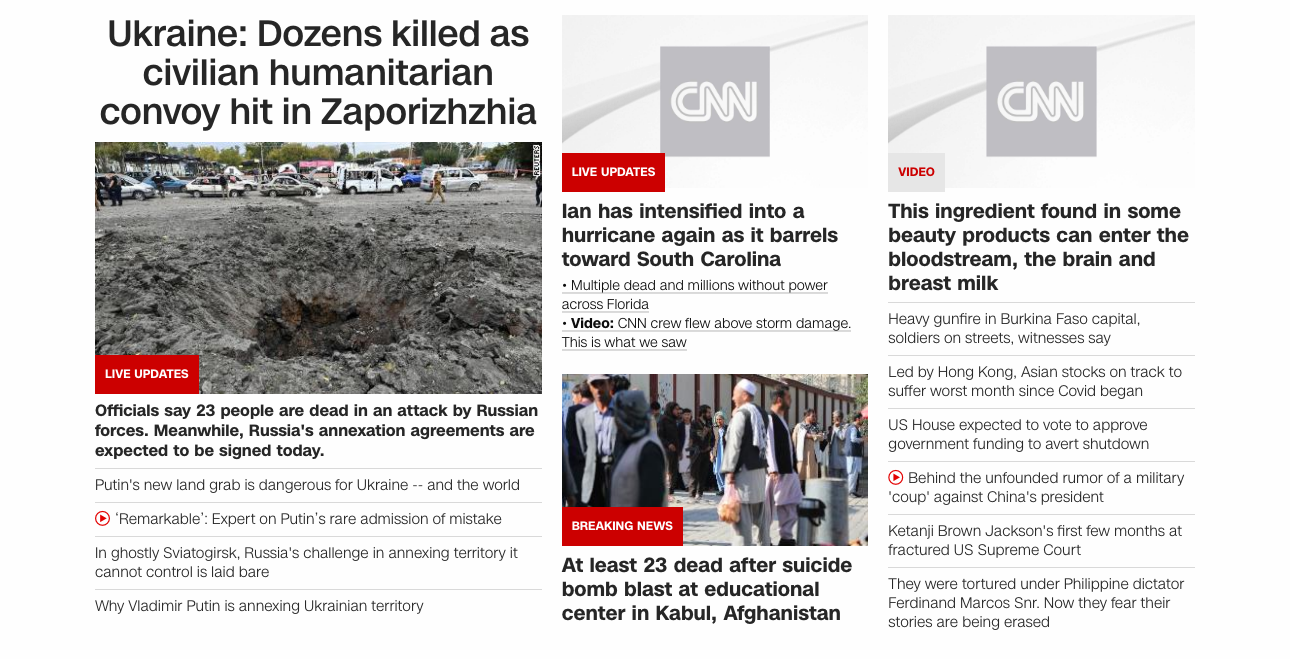 Ukraine: Dozens killed as
civilian humanitarian
convoy hit in Zaporizhzhia
REUTERS
LIVE UPDATES
Officials say 23 people are dead in an attack by Russian
forces. Meanwhile, Russia's annexation agreements are
expected to be signed today.
Putin's new land grab is dangerous for Ukraine -- and the world
‘Remarkable’: Expert on Putin’s rare admission of mistake
In ghostly Sviatogirsk, Russia's challenge in annexing territory it
cannot control is laid bare
Why Vladimir Putin is annexing Ukrainian territory
CNN
LIVE UPDATES
Ian has intensified into a
hurricane again as it barrels
toward South Carolina
• Multiple dead and millions without power
across Florida
• Video: CNN crew flew above storm damage.
This is what we saw
BREAKING NEWS
At least 23 dead after suicide
bomb blast at educational
center in Kabul, Afghanistan
CNN
VIDEO
This ingredient found in some
beauty products can enter the
bloodstream, the brain and
breast milk
Heavy gunfire in Burkina Faso capital,
soldiers on streets, witnesses say
Led by Hong Kong, Asian stocks on track to
suffer worst month since Covid began
US House expected to vote to approve
government funding to avert shutdown
Behind the unfounded rumor of a military
'coup' against China's president
Ketanji Brown Jackson's first few months at
fractured US Supreme Court
They were tortured under Philippine dictator
Ferdinand Marcos Snr. Now they fear their
stories are being erased